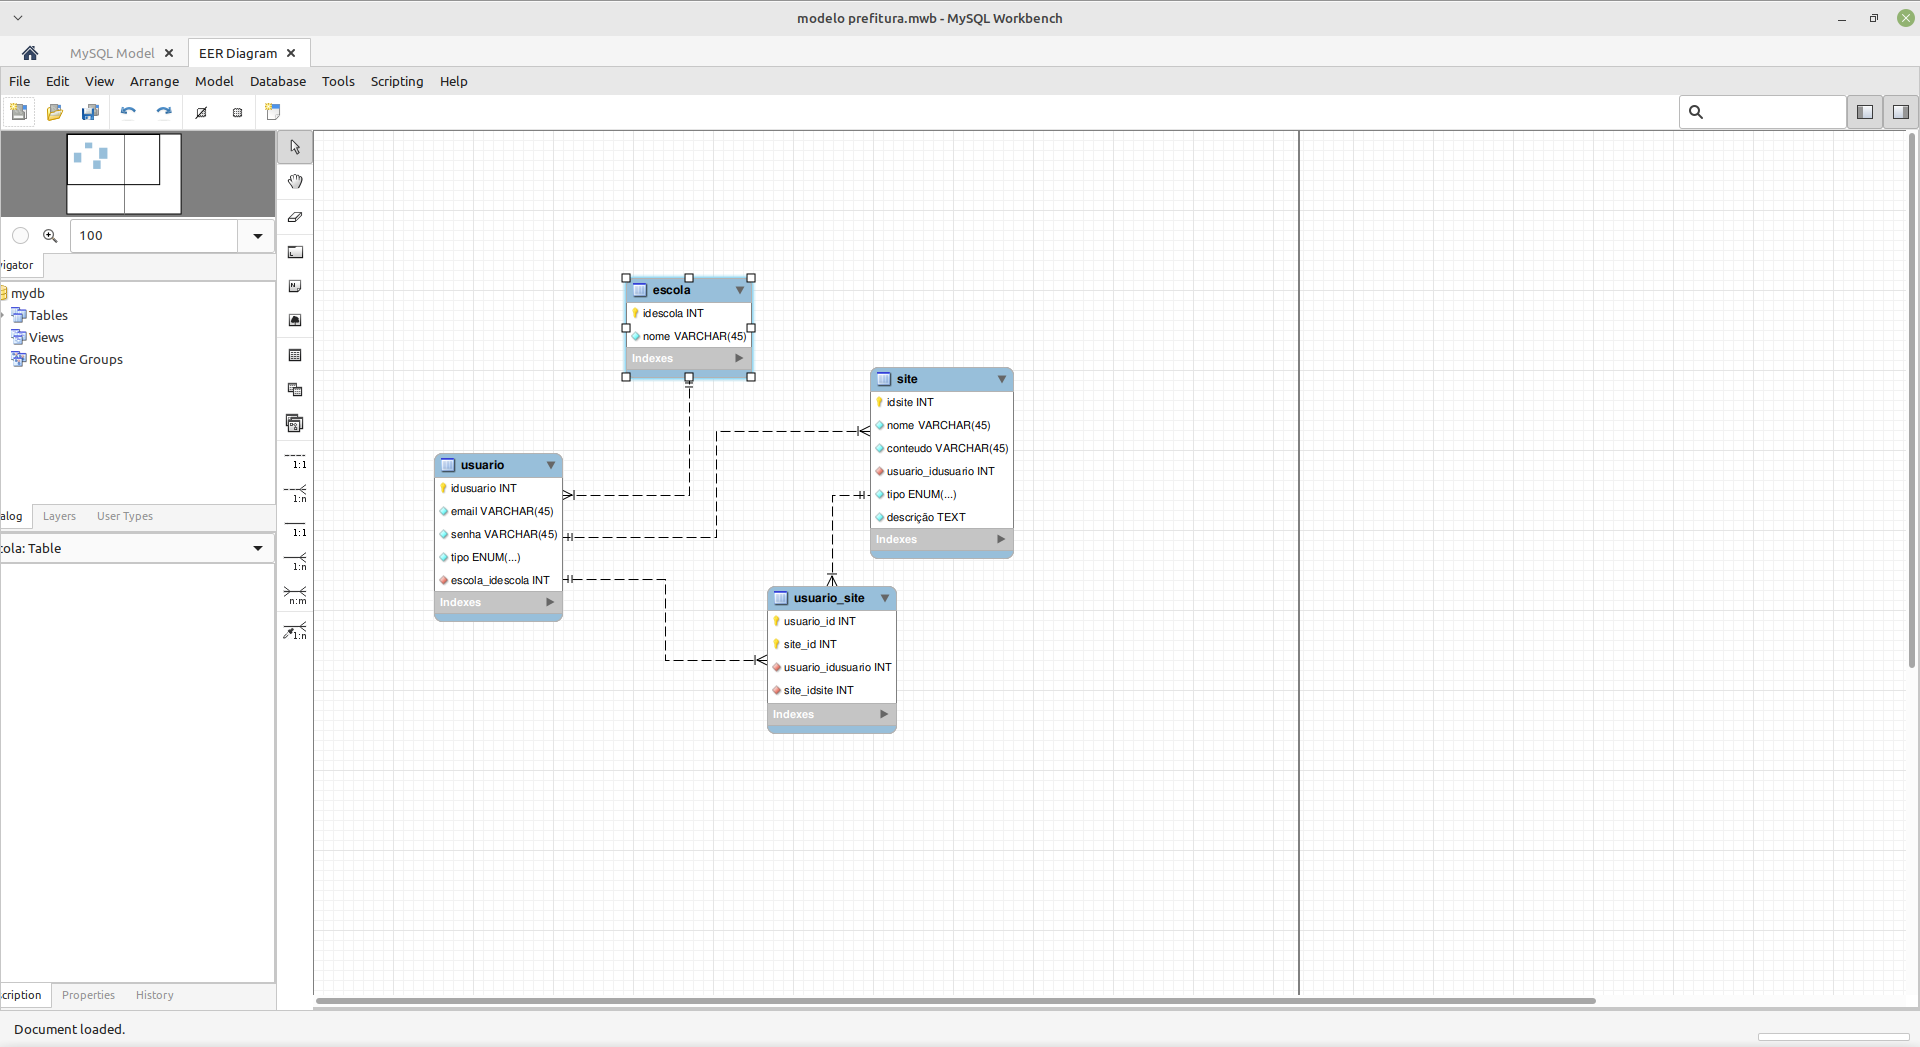 modelo prefitura.mwb - MySQL Workbench
MySQL Model
EER Diagram
File Edit View Arrange Model Database Tools Scripting Help
100
vigator
mydb
Tables
Views
Routine Groups
alog Layers User Types
cola: Table
cription Properties History
Document loaded.
1:1
1:n
1:1
1:n
n:m
1:n
escola
idescola INT
nome VARCHAR(45)
Indexes
site
idsite INT
nome VARCHAR(45)
conteudo VARCHAR(45)
usuario_idusuario INT
tipo ENUM(...)
descrição TEXT
Indexes
usuario
idusuario INT
email VARCHAR(45)
senha VARCHAR(45)
tipo ENUM(...)
escola_idescola INT
Indexes
usuario_site
usuario_id INT
site_id INT
usuario_idusuario INT
site_idsite INT
Indexes